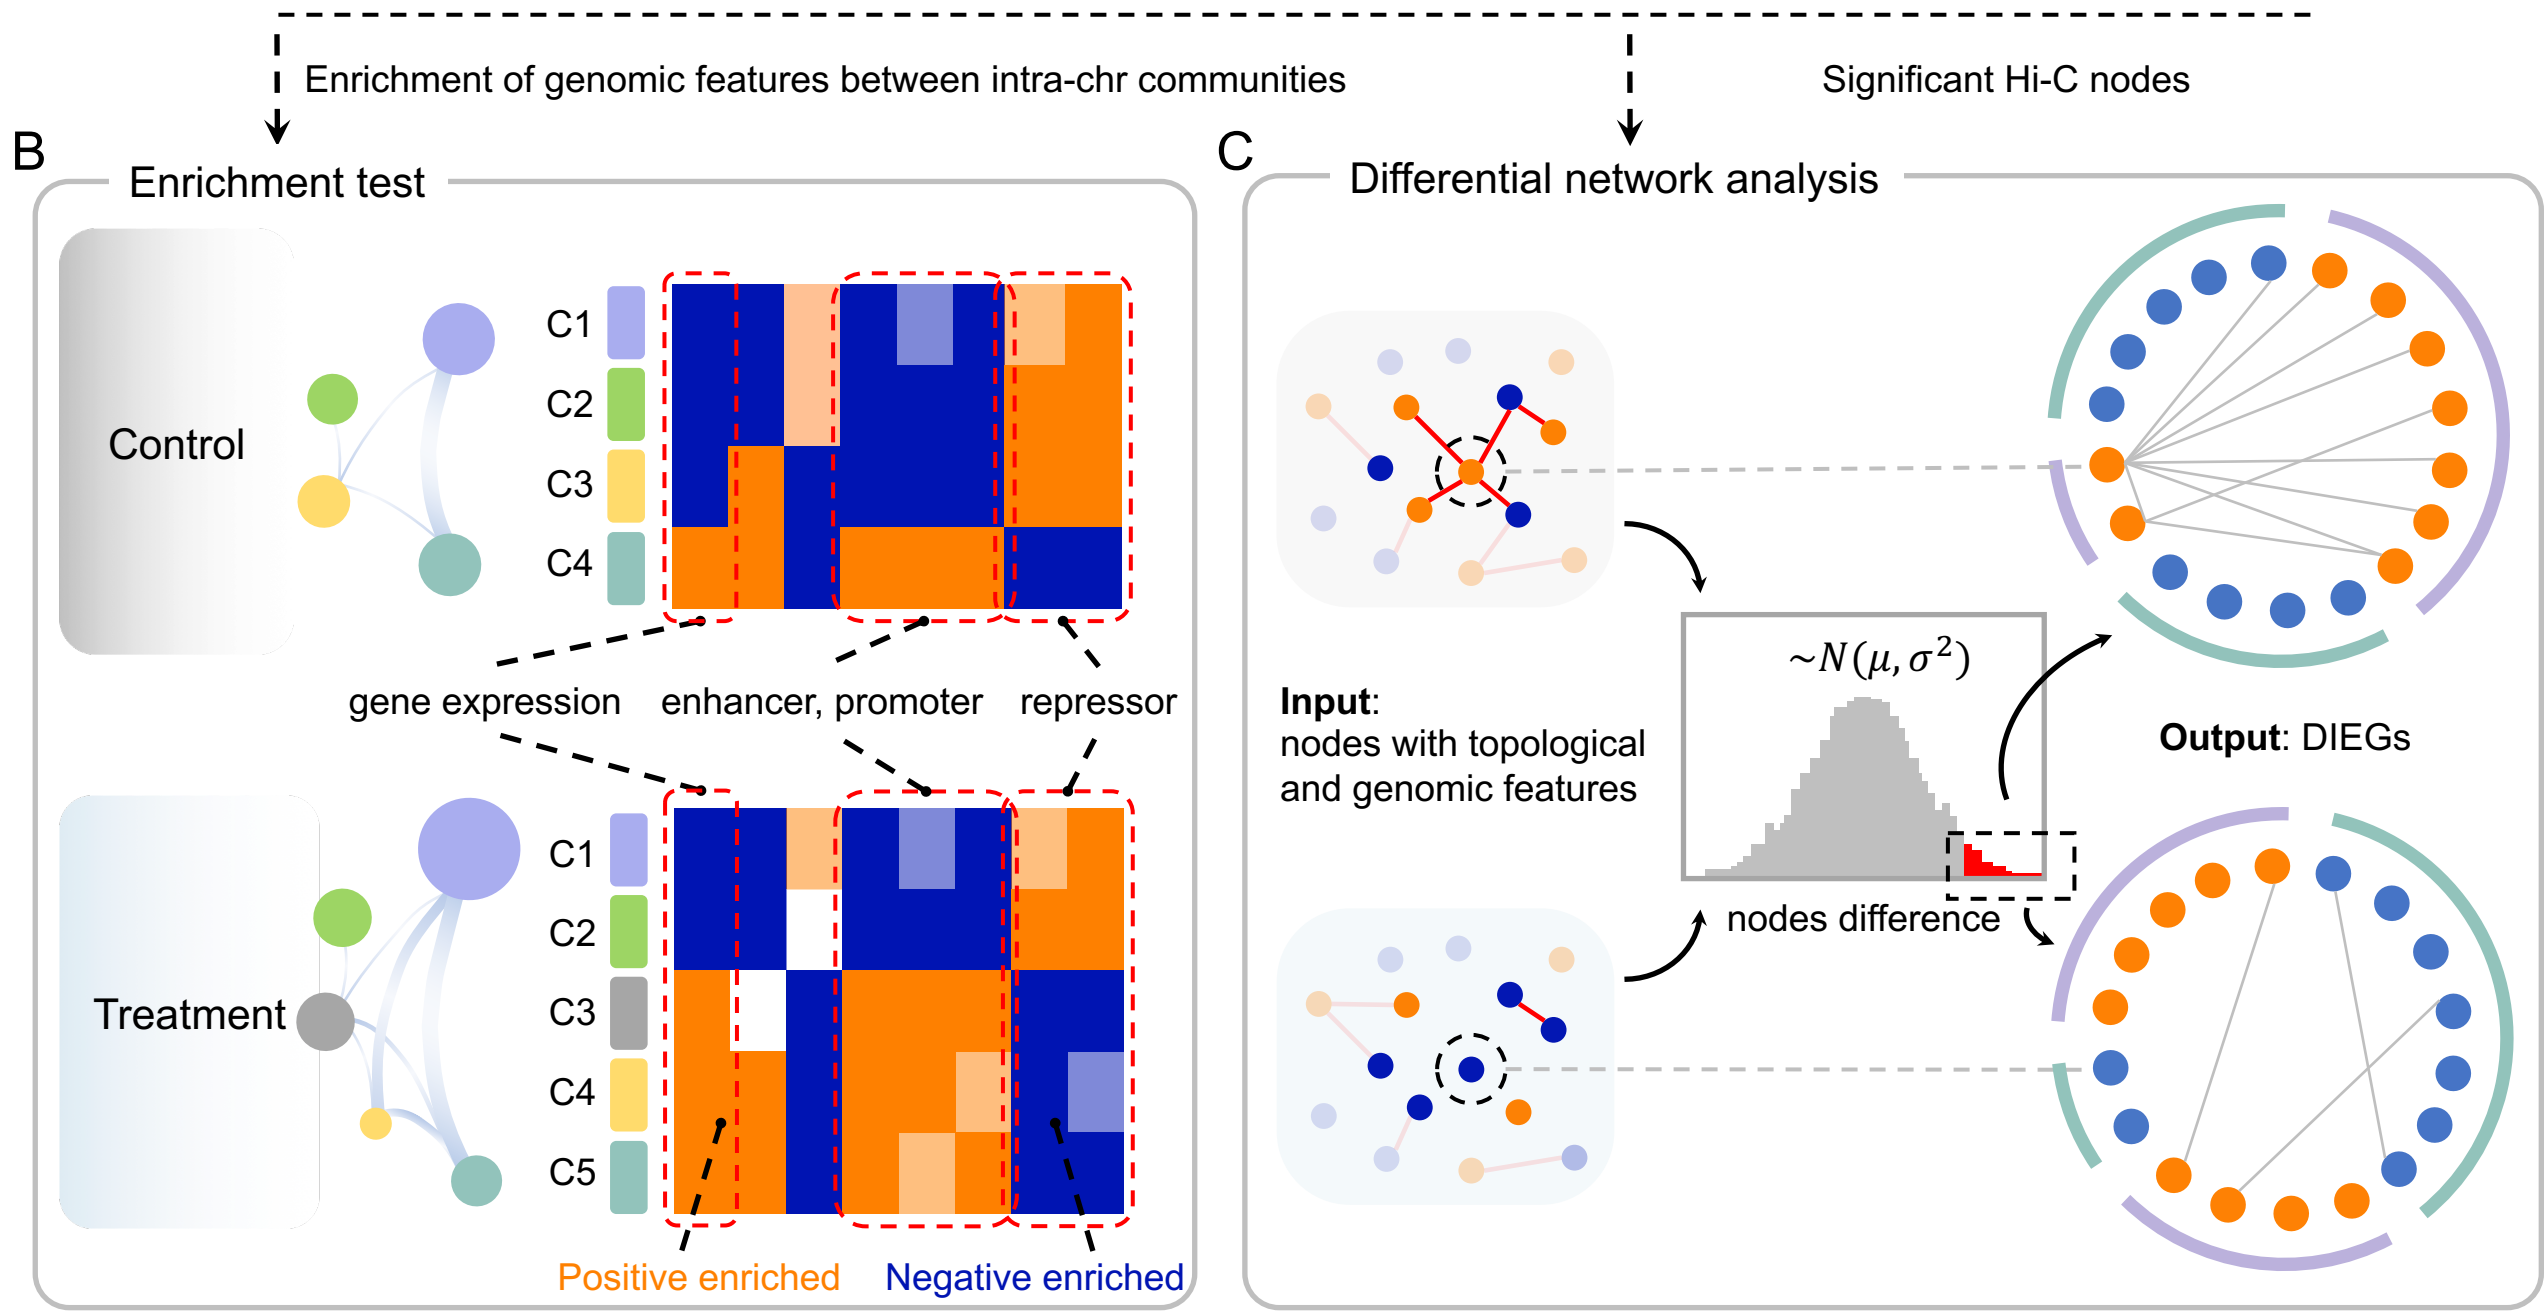 Enrichment of genomic features between intra-chr communities
Significant Hi-C nodes
B
Enrichment test
Control
C1
C2
C3
C4
gene expression
enhancer, promoter
repressor
Treatment
C1
C2
C3
C4
C5
Positive enriched
Negative enriched
C
Differential network analysis
Input:
nodes with topological
and genomic features
~N(μ, σ²)
nodes difference
Output: DIEGs